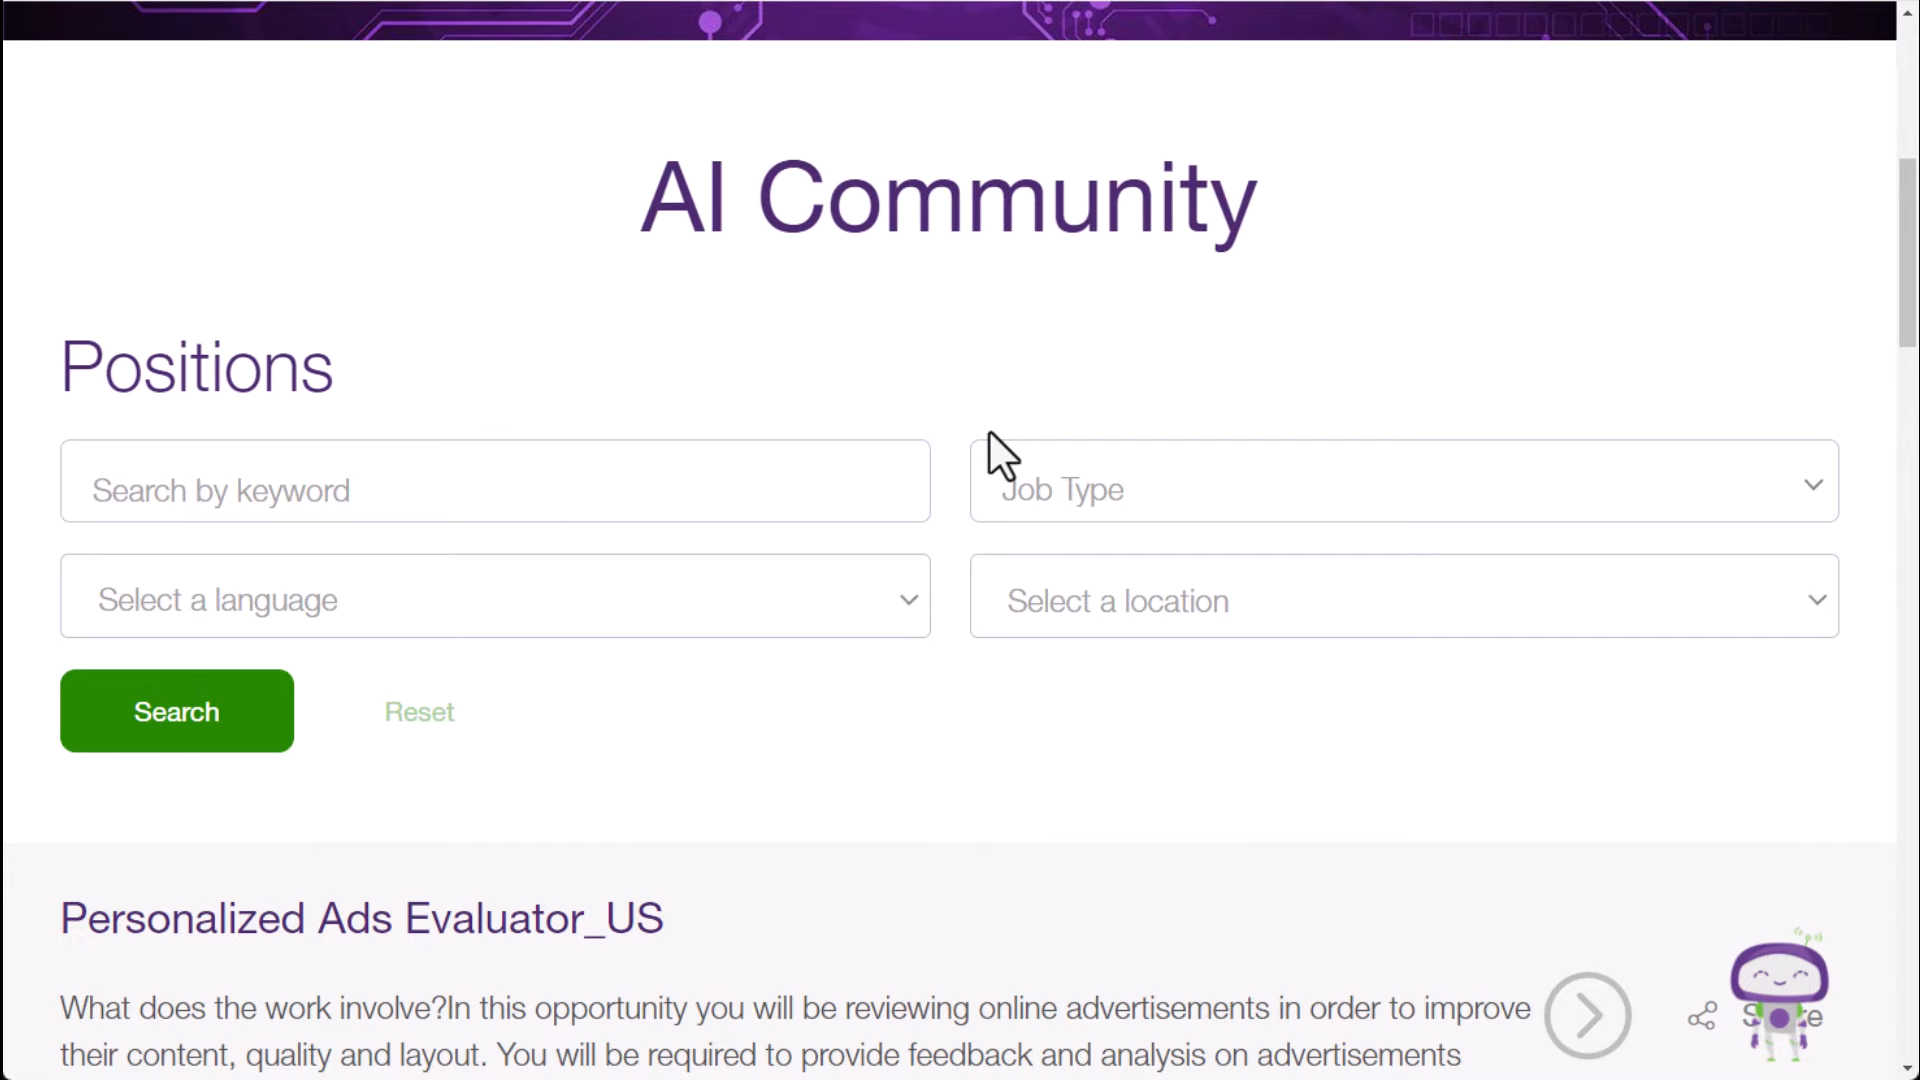 AI Community
Positions
Search by keyword
Job Type
Select a language
Select a location
Search
Reset
Personalized Ads Evaluator_US
What does the work involve?In this opportunity you will be reviewing online advertisements in order to improve
their content, quality and layout. You will be required to provide feedback and analysis on advertisements